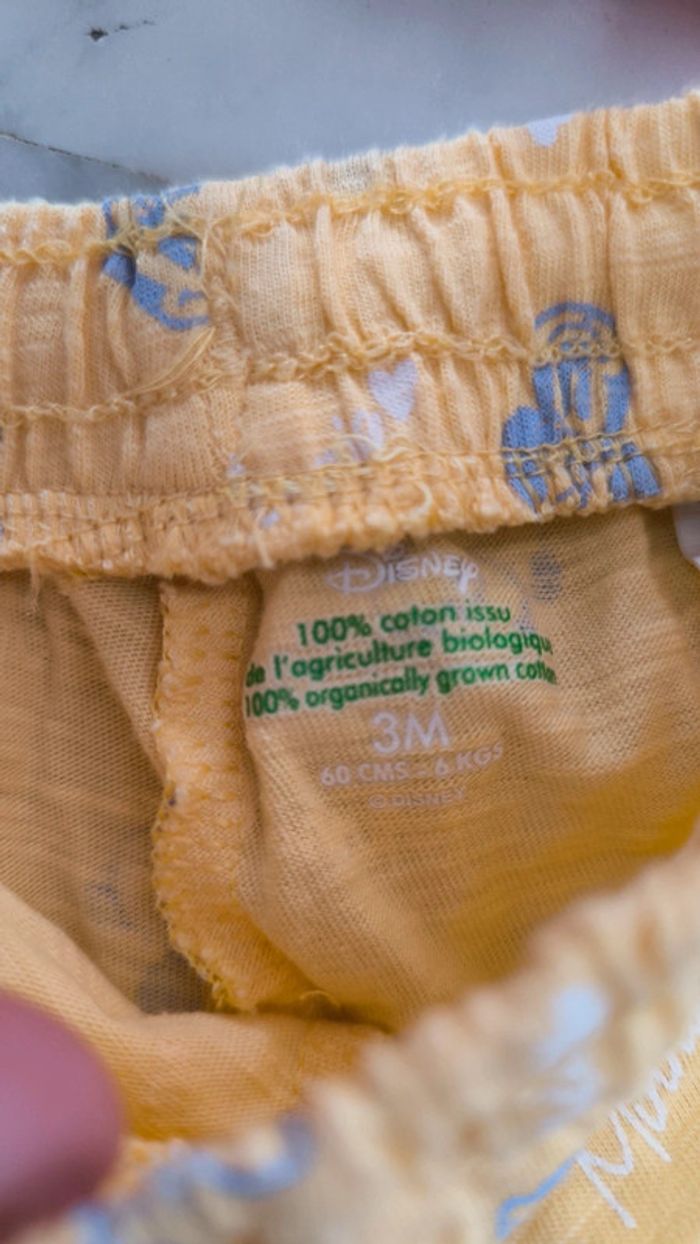 Disney
100% coton issu
de l'agriculture biologique
100% organically grown cotton
3M
60 CMS - 6 KGS
© DISNEY